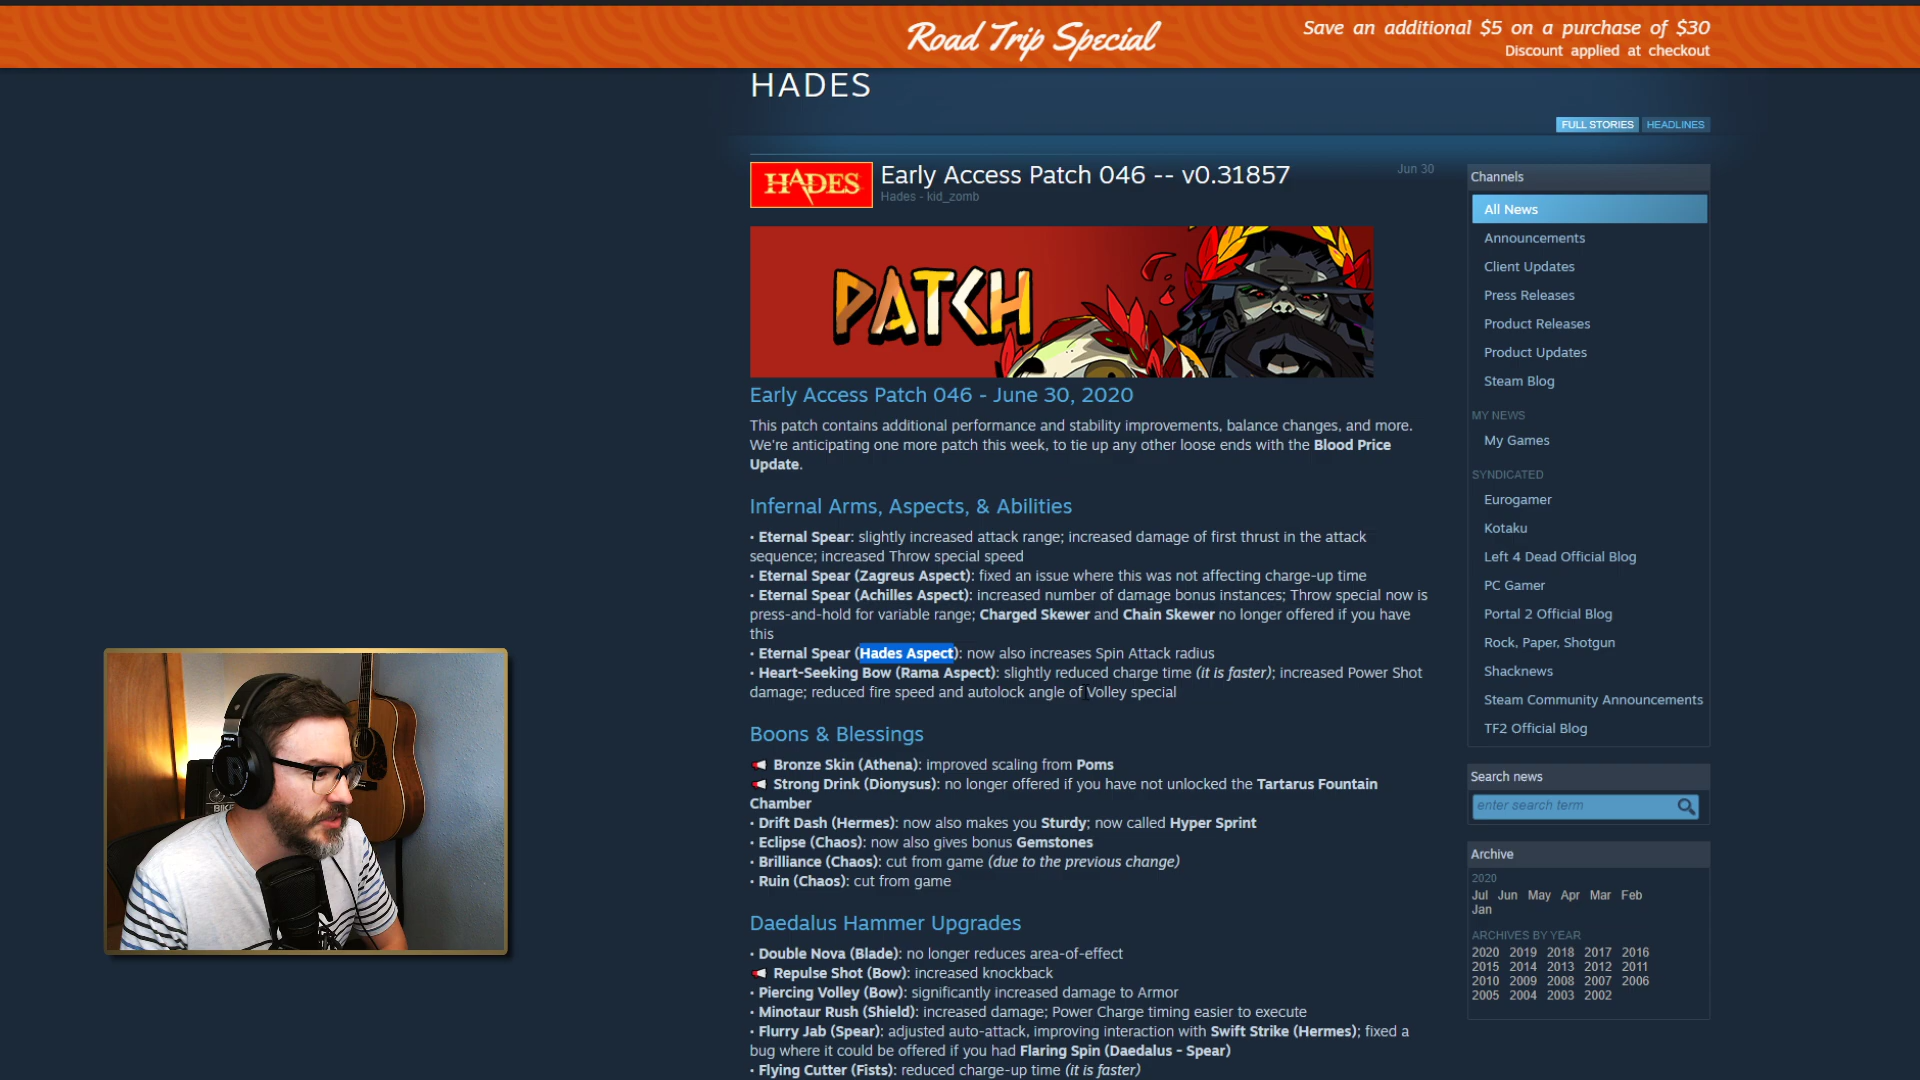 Road Trip Special
Save an additional $5 on a purchase of $30
Discount applied at checkout
HADES
FULL STORIES
HEADLINES
HADES
Early Access Patch 046 -- v0.31857
Jun 30
Hades - kid_zomb
PATCH
Early Access Patch 046 - June 30, 2020
This patch contains additional performance and stability improvements, balance changes, and more.
We're anticipating one more patch this week, to tie up any other loose ends with the Blood Price
Update.
Infernal Arms, Aspects, & Abilities
• Eternal Spear: slightly increased attack range; increased damage of first thrust in the attack
sequence; increased Throw special speed
• Eternal Spear (Zagreus Aspect): fixed an issue where this was not affecting charge-up time
• Eternal Spear (Achilles Aspect): increased number of damage bonus instances; Throw special now is
press-and-hold for variable range; Charged Skewer and Chain Skewer no longer offered if you have
this
• Eternal Spear (Hades Aspect): now also increases Spin Attack radius
• Heart-Seeking Bow (Rama Aspect): slightly reduced charge time (it is faster); increased Power Shot
damage; reduced fire speed and autolock angle of Volley special
Boons & Blessings
Bronze Skin (Athena): improved scaling from Poms
Strong Drink (Dionysus): no longer offered if you have not unlocked the Tartarus Fountain
Chamber
• Drift Dash (Hermes): now also makes you Sturdy; now called Hyper Sprint
• Eclipse (Chaos): now also gives bonus Gemstones
• Brilliance (Chaos): cut from game (due to the previous change)
• Ruin (Chaos): cut from game
Daedalus Hammer Upgrades
• Double Nova (Blade): no longer reduces area-of-effect
Repulse Shot (Bow): increased knockback
• Piercing Volley (Bow): significantly increased damage to Armor
• Minotaur Rush (Shield): increased damage; Power Charge timing easier to execute
• Flurry Jab (Spear): adjusted auto-attack, improving interaction with Swift Strike (Hermes); fixed a
bug where it could be offered if you had Flaring Spin (Daedalus - Spear)
• Flying Cutter (Fists): reduced charge-up time (it is faster)
Channels
All News
Announcements
Client Updates
Press Releases
Product Releases
Product Updates
Steam Blog
MY NEWS
My Games
SYNDICATED
Eurogamer
Kotaku
Left 4 Dead Official Blog
PC Gamer
Portal 2 Official Blog
Rock, Paper, Shotgun
Shacknews
Steam Community Announcements
TF2 Official Blog
Search news
enter search term
Archive
2020
Jul Jun May Apr Mar Feb
Jan
ARCHIVES BY YEAR
2020 2019 2018 2017 2016
2015 2014 2013 2012 2011
2010 2009 2008 2007 2006
2005 2004 2003 2002